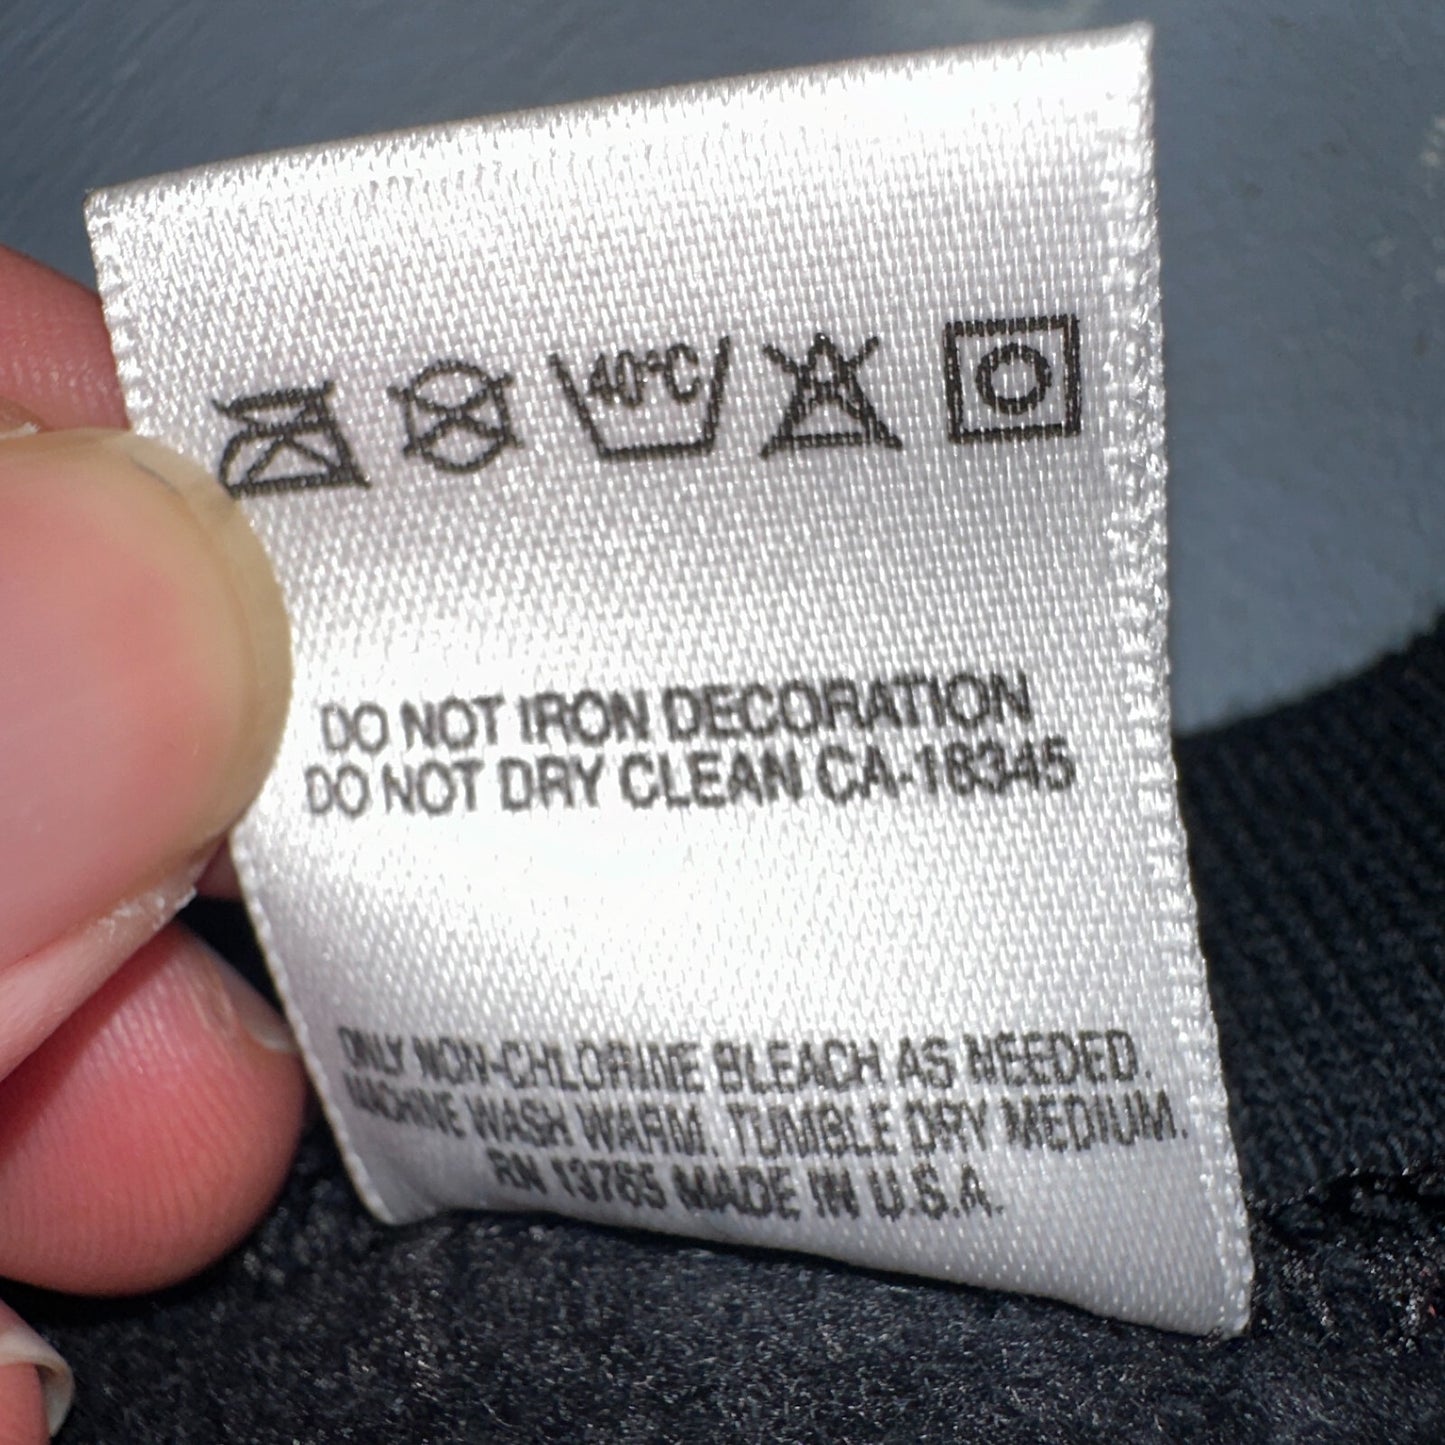 40°C
DO NOT IRON DECORATION
DO NOT DRY CLEAN CA-18345
ONLY NON-CHLORINE BLEACH AS NEEDED.
MACHINE WASH WARM. TUMBLE DRY MEDIUM.
RN 13765 MADE IN U.S.A.